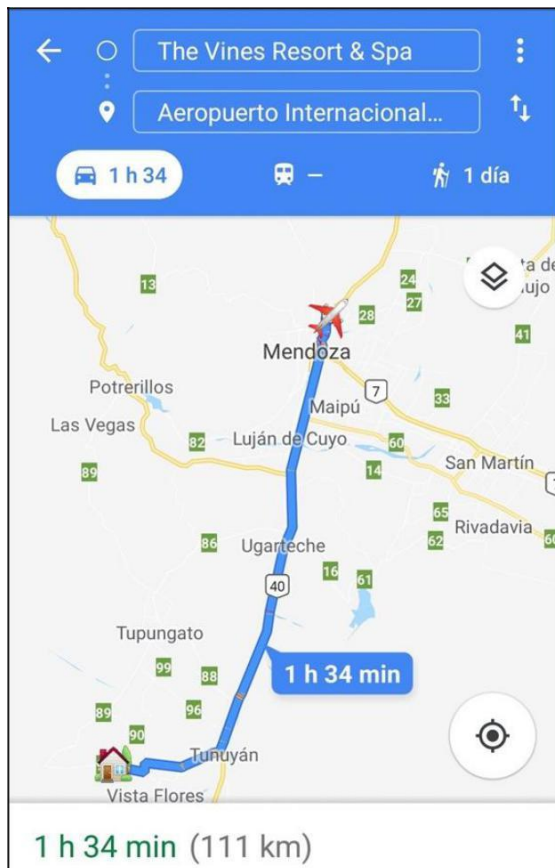 The Vines Resort & Spa
Aeropuerto Internacional...
1 h 34
—
1 día
13
24
27
28
41
Mendoza
7
Potrerillos
Maipú
33
Las Vegas
82
Luján de Cuyo
60
89
14
San Martín
65
Rivadavia
86
Ugarteche
62
60
16
61
40
Tupungato
99
88
1 h 34 min
89
96
90
Tunuyán
Vista Flores
1 h 34 min (111 km)